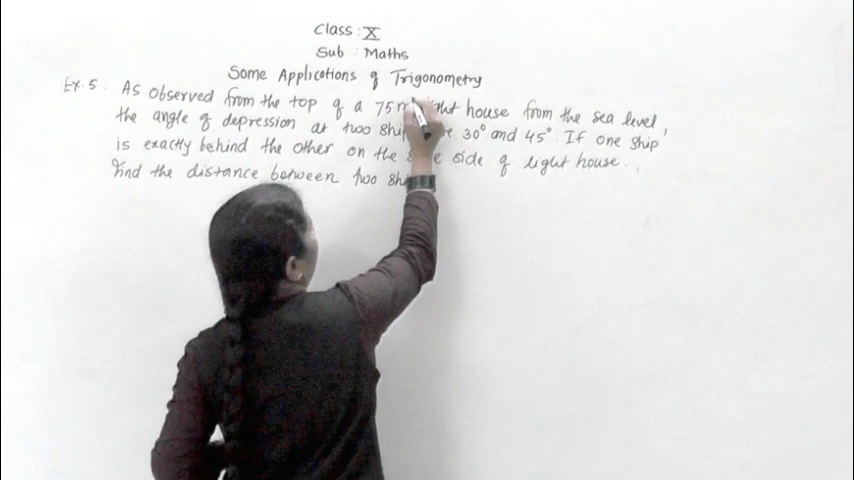 Class : X
Sub : Maths
Some Applications of Trigonometry
Ex. 5. As observed from the top of a 75 house from the sea level,
the angle of depression at two 30° and 45°. If one ship
is exactly behind the other on the side of light house.
find the distance between two